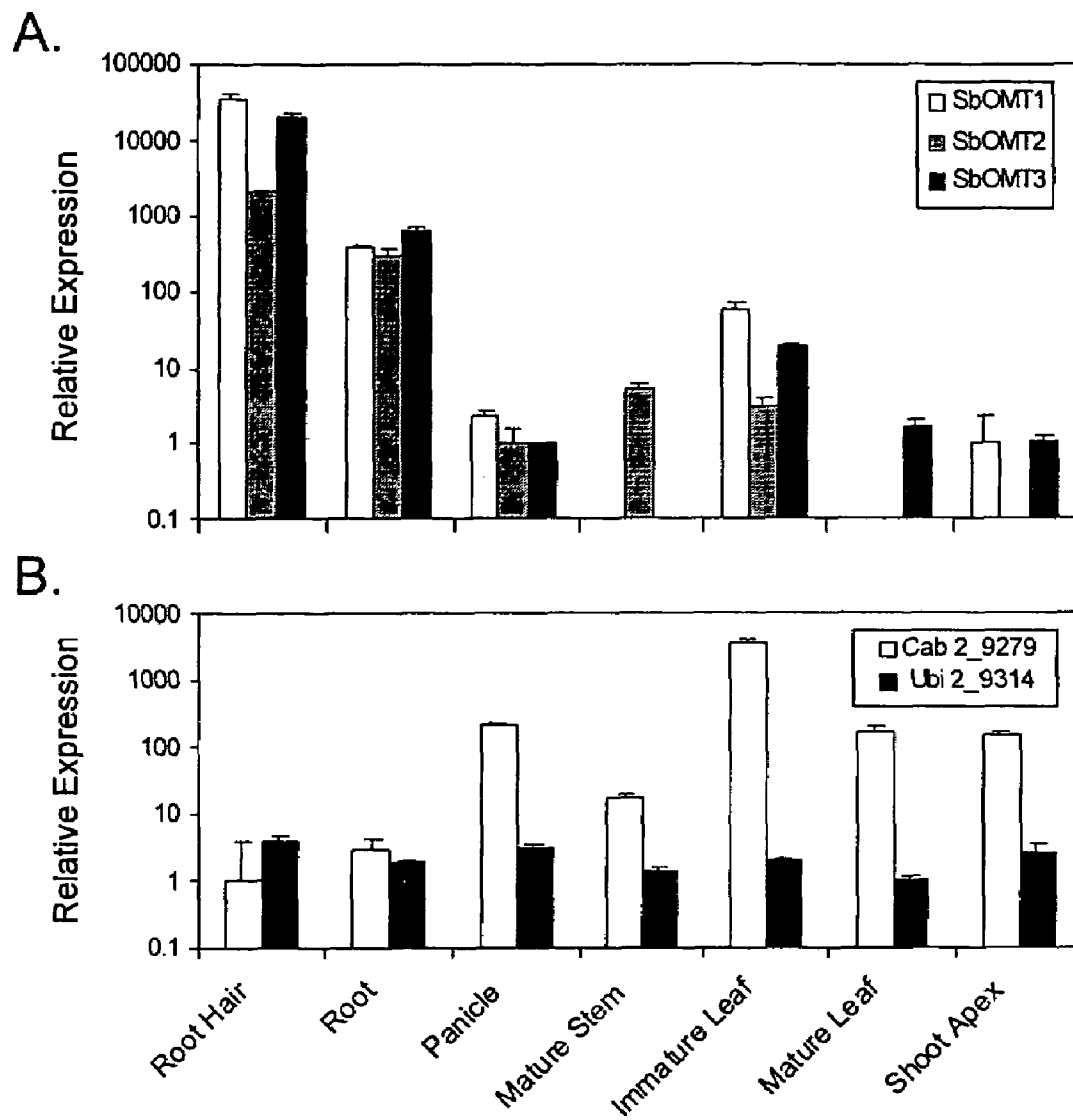 A.
100000
10000
1000
100
10
1
0.1
Relative Expression
SbOMT1
SbOMT2
SbOMT3
B.
10000
1000
100
10
1
0.1
Relative Expression
Cab 2_9279
Ubi 2_9314
Root Hair
Root
Panicle
Mature Stem
Immature Leaf
Mature Leaf
Shoot Apex